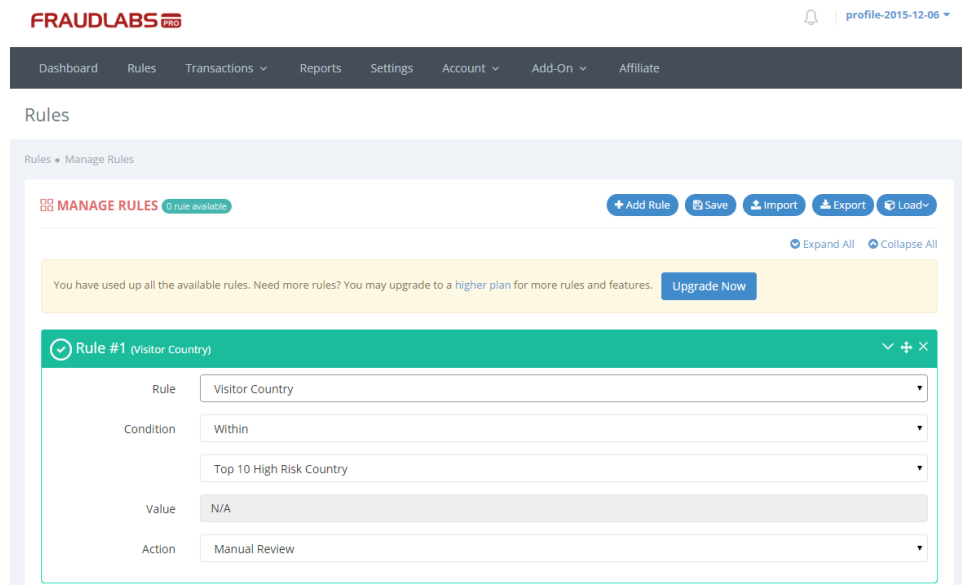 FRAUDLABS PRO
profile-2015-12-06
Dashboard Rules Transactions Reports Settings Account Add-On Affiliate
Rules
Rules • Manage Rules
MANAGE RULES 0 rule available
Add Rule Save Import Export Load
Expand All Collapse All
You have used up all the available rules. Need more rules? You may upgrade to a higher plan for more rules and features. Upgrade Now
Rule #1 (Visitor Country)
Rule Visitor Country
Condition Within
Top 10 High Risk Country
Value N/A
Action Manual Review